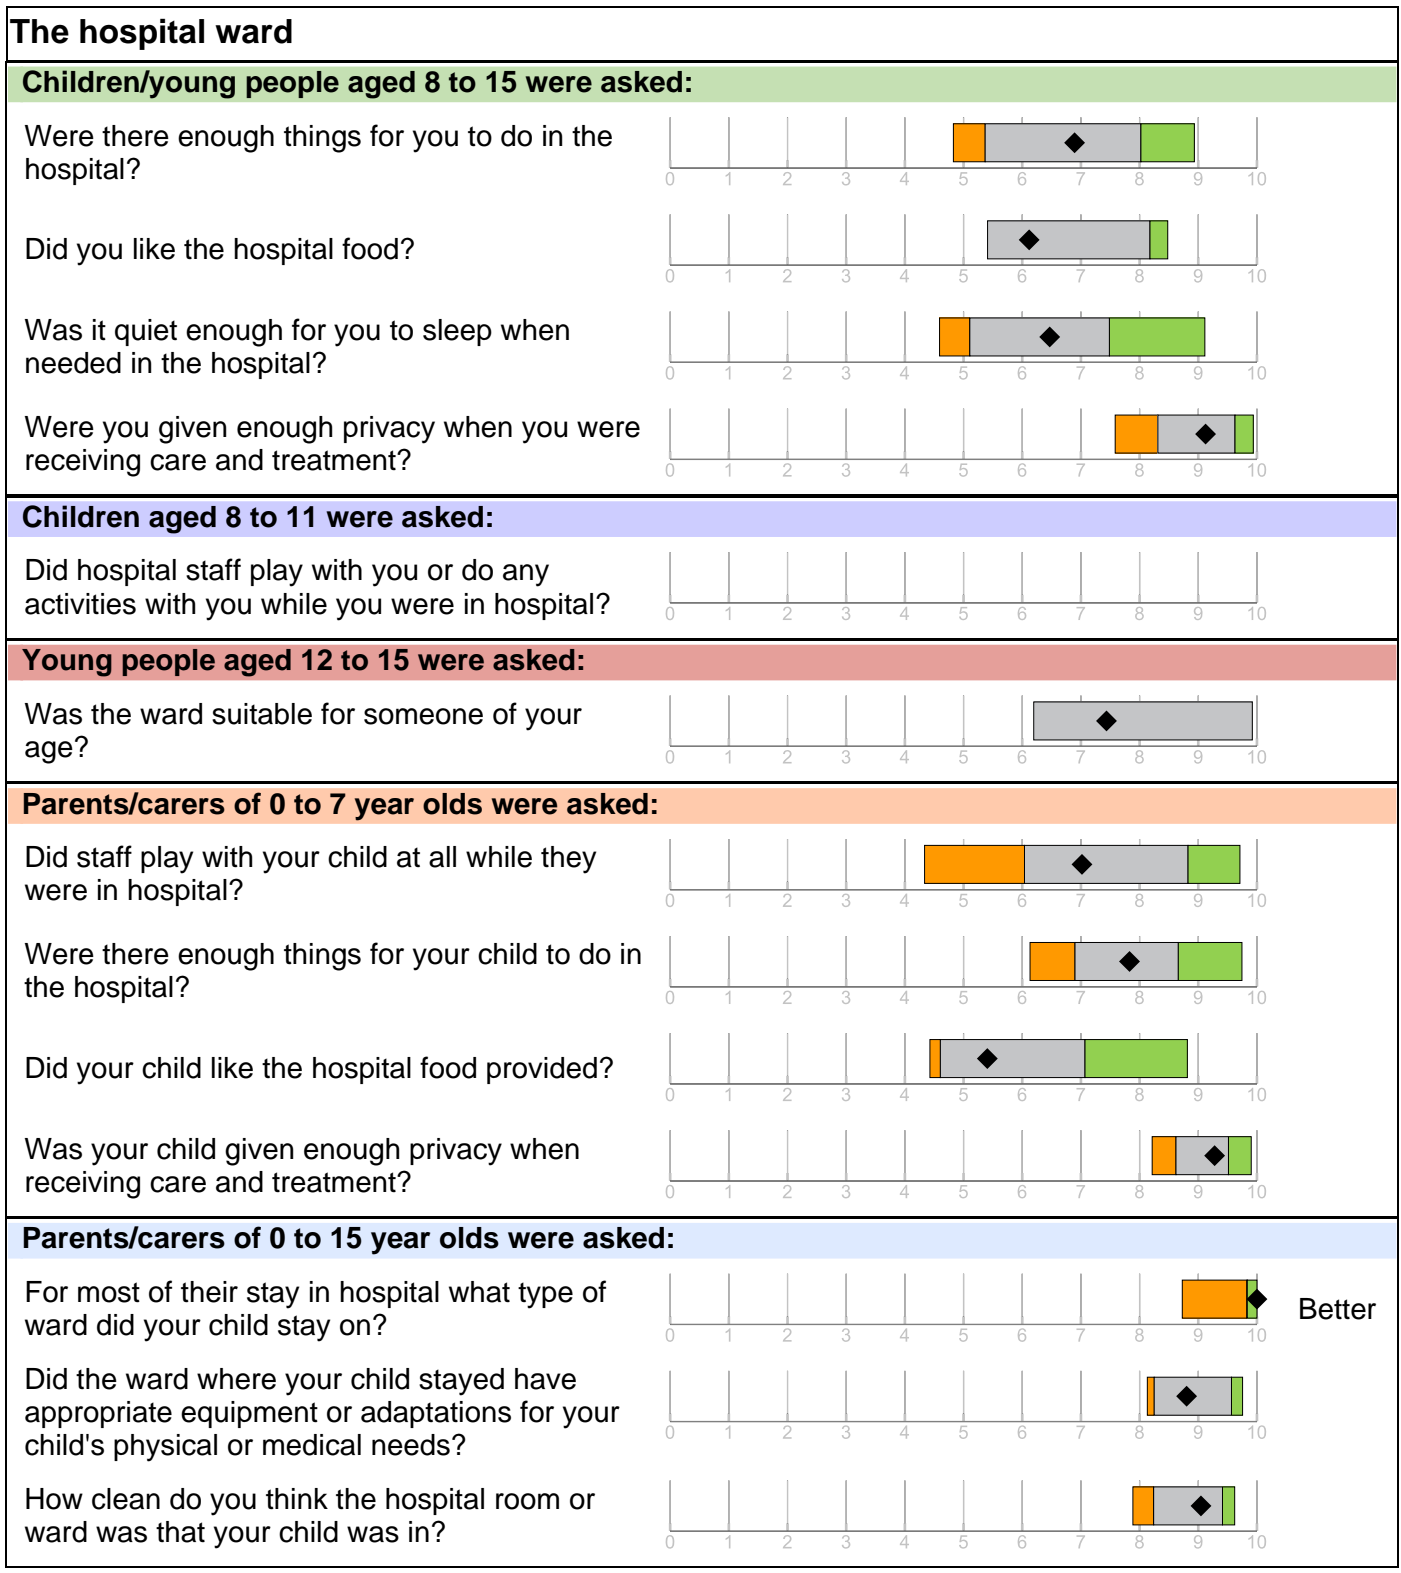 The hospital ward
Children/young people aged 8 to 15 were asked:
Were there enough things for you to do in the
hospital?
0 1 2 3 4 5 6 7 8 9 10
Did you like the hospital food?
0 1 2 3 4 5 6 7 8 9 10
Was it quiet enough for you to sleep when
needed in the hospital?
0 1 2 3 4 5 6 7 8 9 10
Were you given enough privacy when you were
receiving care and treatment?
0 1 2 3 4 5 6 7 8 9 10
Children aged 8 to 11 were asked:
Did hospital staff play with you or do any
activities with you while you were in hospital?
0 1 2 3 4 5 6 7 8 9 10
Young people aged 12 to 15 were asked:
Was the ward suitable for someone of your
age?
0 1 2 3 4 5 6 7 8 9 10
Parents/carers of 0 to 7 year olds were asked:
Did staff play with your child at all while they
were in hospital?
0 1 2 3 4 5 6 7 8 9 10
Were there enough things for your child to do in
the hospital?
0 1 2 3 4 5 6 7 8 9 10
Did your child like the hospital food provided?
0 1 2 3 4 5 6 7 8 9 10
Was your child given enough privacy when
receiving care and treatment?
0 1 2 3 4 5 6 7 8 9 10
Parents/carers of 0 to 15 year olds were asked:
For most of their stay in hospital what type of
ward did your child stay on?
Better
0 1 2 3 4 5 6 7 8 9 10
Did the ward where your child stayed have
appropriate equipment or adaptations for your
child's physical or medical needs?
0 1 2 3 4 5 6 7 8 9 10
How clean do you think the hospital room or
ward was that your child was in?
0 1 2 3 4 5 6 7 8 9 10